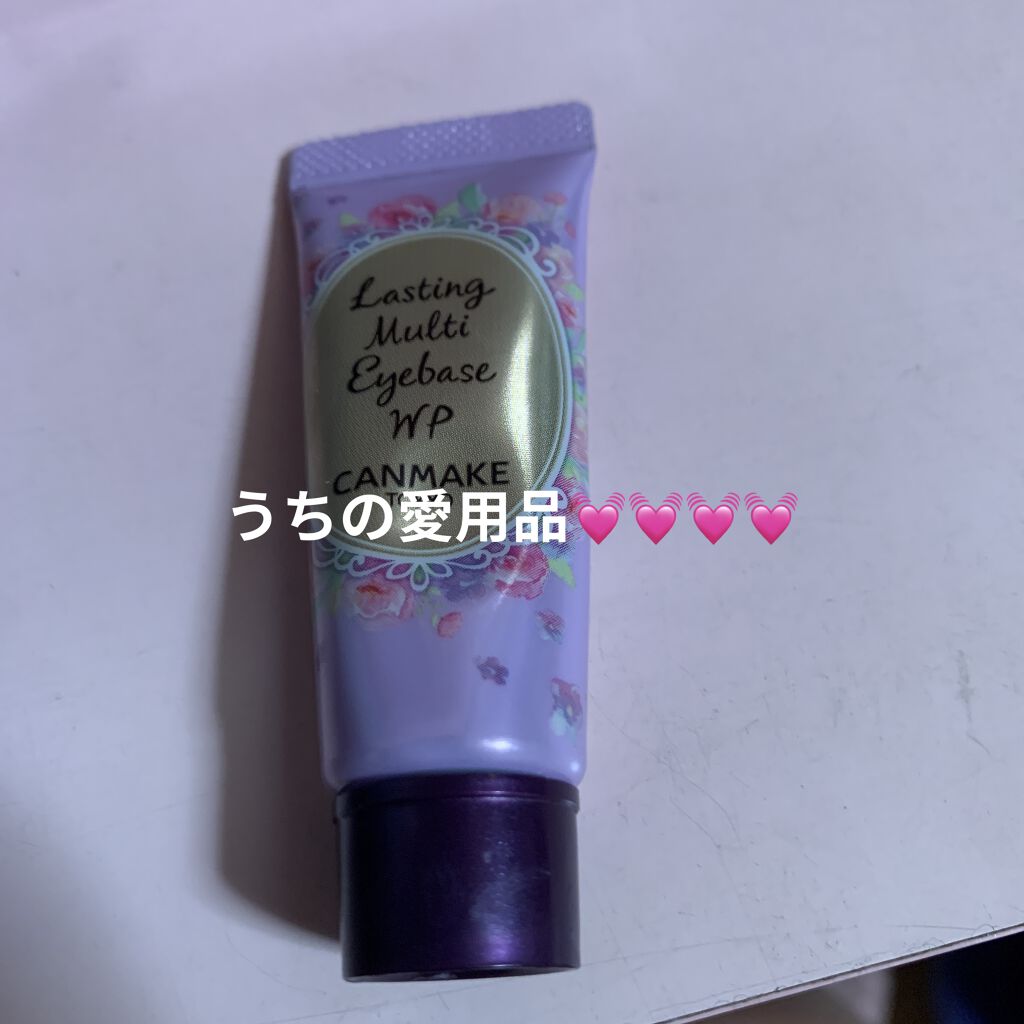 Lasting
Multi
Eyebase
WP
CANMAKE
うちの愛用品💓💓💓💓